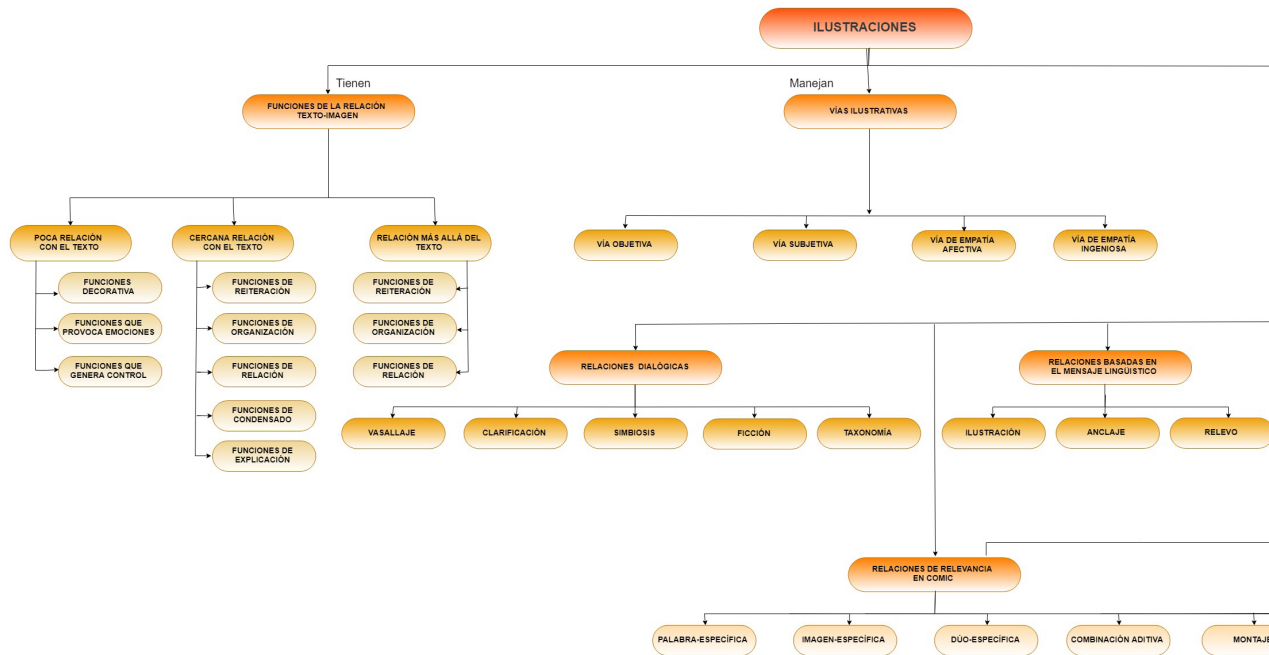 ILUSTRACIONES
Tienen
Manejan
FUNCIONES DE LA RELACIÓN
TEXTO-IMAGEN
VÍAS ILUSTRATIVAS
POCA RELACIÓN
CON EL TEXTO
CERCANA RELACIÓN
CON EL TEXTO
RELACIÓN MÁS ALLÁ DEL
TEXTO
VÍA OBJETIVA
VÍA SUBJETIVA
VÍA DE EMPATÍA
AFECTIVA
VÍA DE EMPATÍA
INGENIOSA
FUNCIONES
DECORATIVA
FUNCIONES QUE
PROVOCA EMOCIONES
FUNCIONES QUE
GENERA CONTROL
FUNCIONES DE
REITERACIÓN
FUNCIONES DE
ORGANIZACIÓN
FUNCIONES DE
RELACIÓN
FUNCIONES DE
CONDENSADO
FUNCIONES DE
EXPLICACIÓN
FUNCIONES DE
REITERACIÓN
FUNCIONES DE
ORGANIZACIÓN
FUNCIONES DE
RELACIÓN
RELACIONES DIALÒGICAS
RELACIONES BASADAS EN
EL MENSAJE LINGÜISTICO
VASALLAJE
CLARIFICACIÓN
SIMBIOSIS
FICCIÓN
TAXONOMÍA
ILUSTRACIÓN
ANCLAJE
RELEVO
RELACIONES DE RELEVANCIA
EN COMIC
PALABRA-ESPECÍFICA
IMAGEN-ESPECÍFICA
DÚO-ESPECÍFICA
COMBINACIÓN ADITIVA
MONTAJE